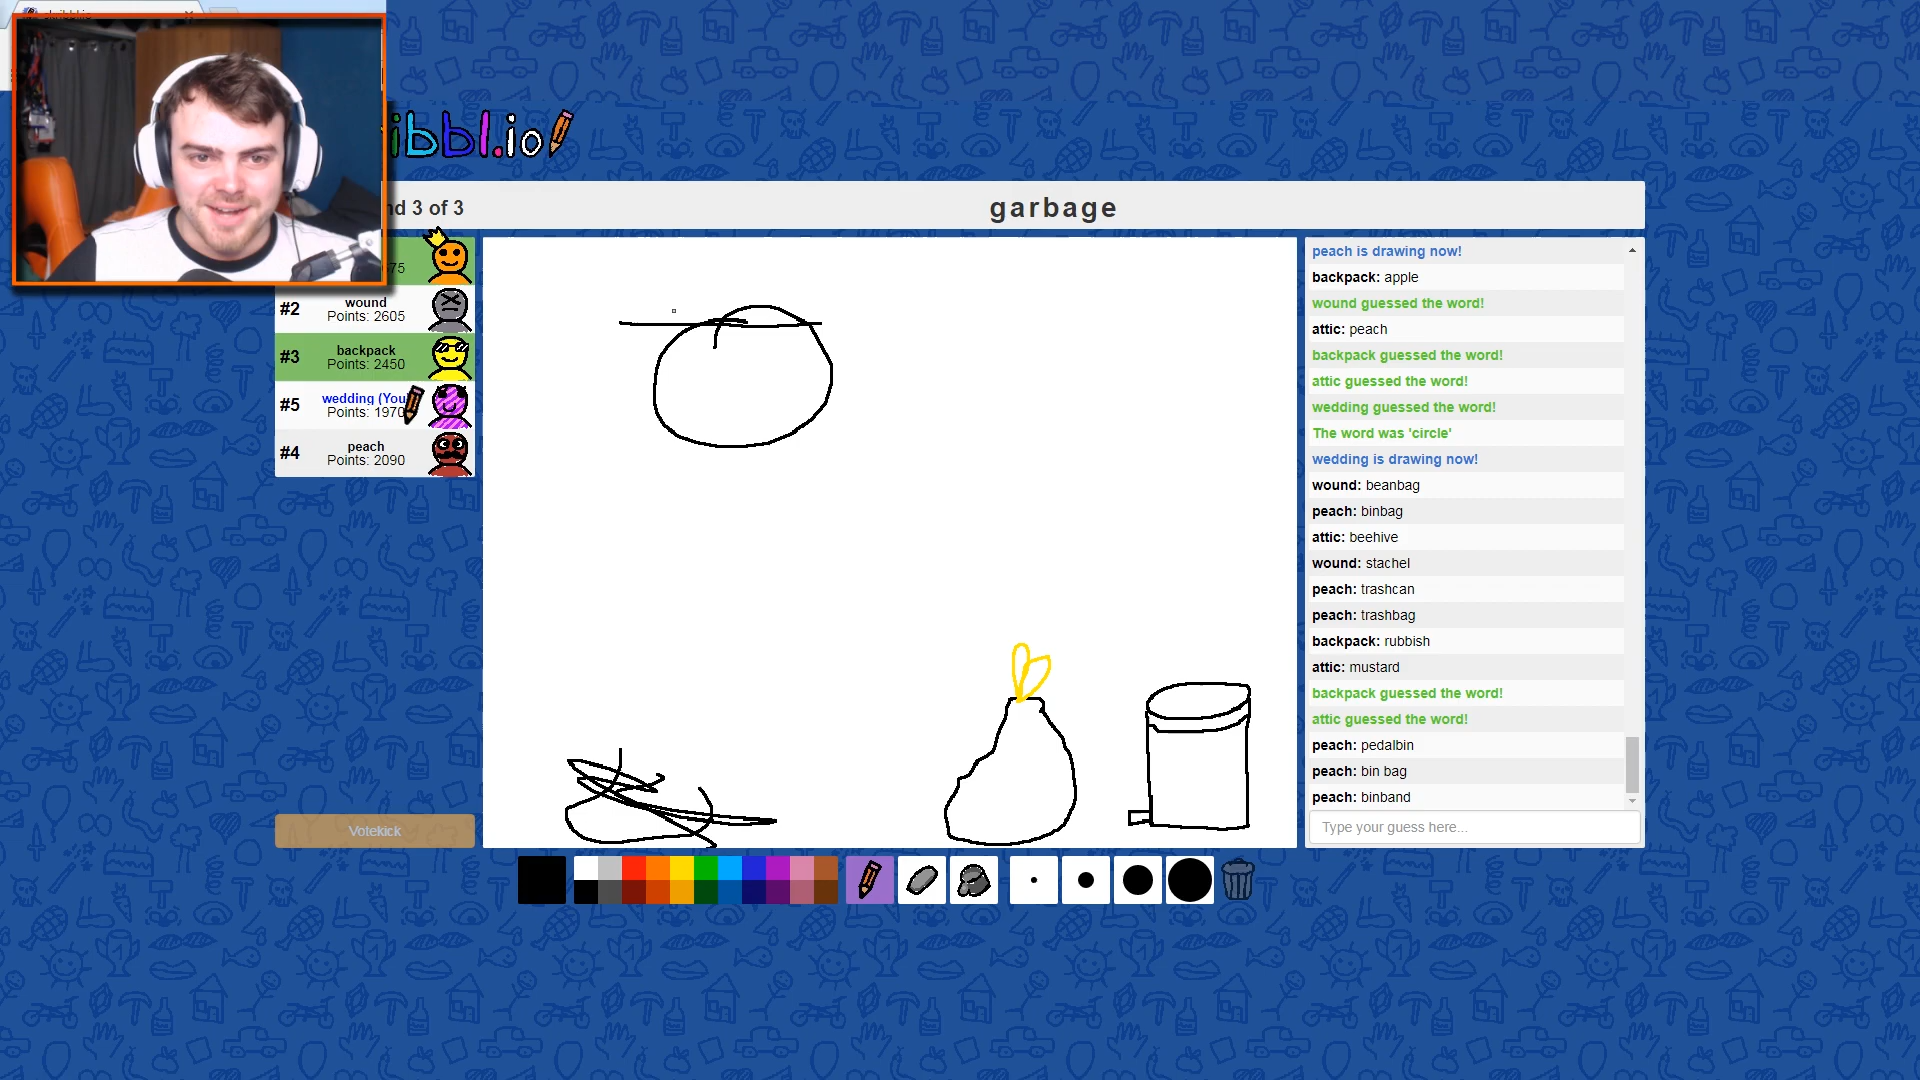 ibbl.io
nd 3 of 3
garbage
75
#2
wound
Points: 2605
#3
backpack
Points: 2450
#5
wedding (You
Points: 1970
#4
peach
Points: 2090
Votekick
peach is drawing now!
backpack: apple
wound guessed the word!
attic: peach
backpack guessed the word!
attic guessed the word!
wedding guessed the word!
The word was 'circle'
wedding is drawing now!
wound: beanbag
peach: binbag
attic: beehive
wound: stachel
peach: trashcan
peach: trashbag
backpack: rubbish
attic: mustard
backpack guessed the word!
attic guessed the word!
peach: pedalbin
peach: bin bag
peach: binband
Type your guess here...